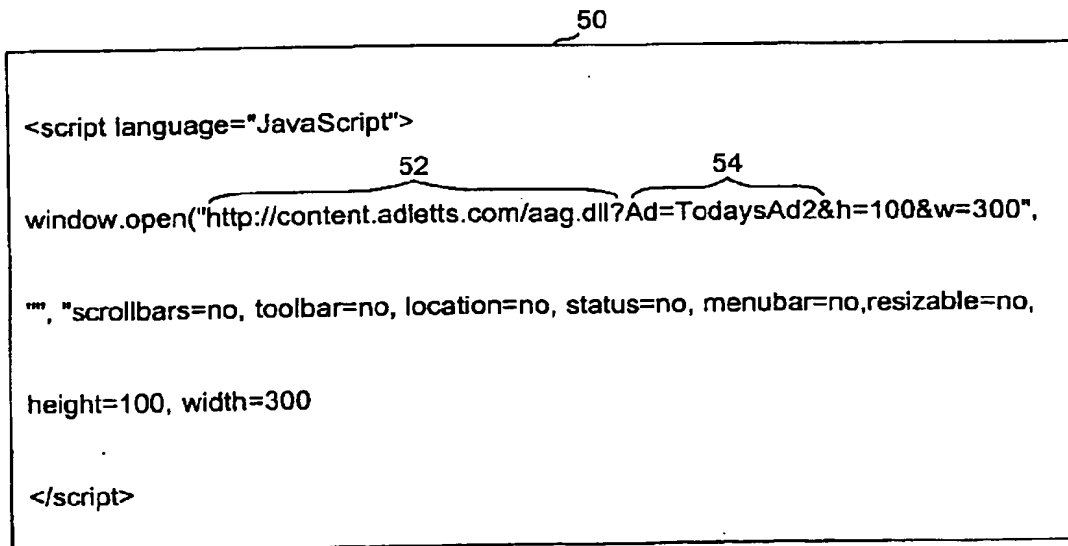 50
<script language="JavaScript">
52 54
window.open("http://content.adletts.com/aag.dll?Ad=TodaysAd2&h=100&w=300",
"", "scrollbars=no, toolbar=no, location=no, status=no, menubar=no,resizable=no,
height=100, width=300
</script>